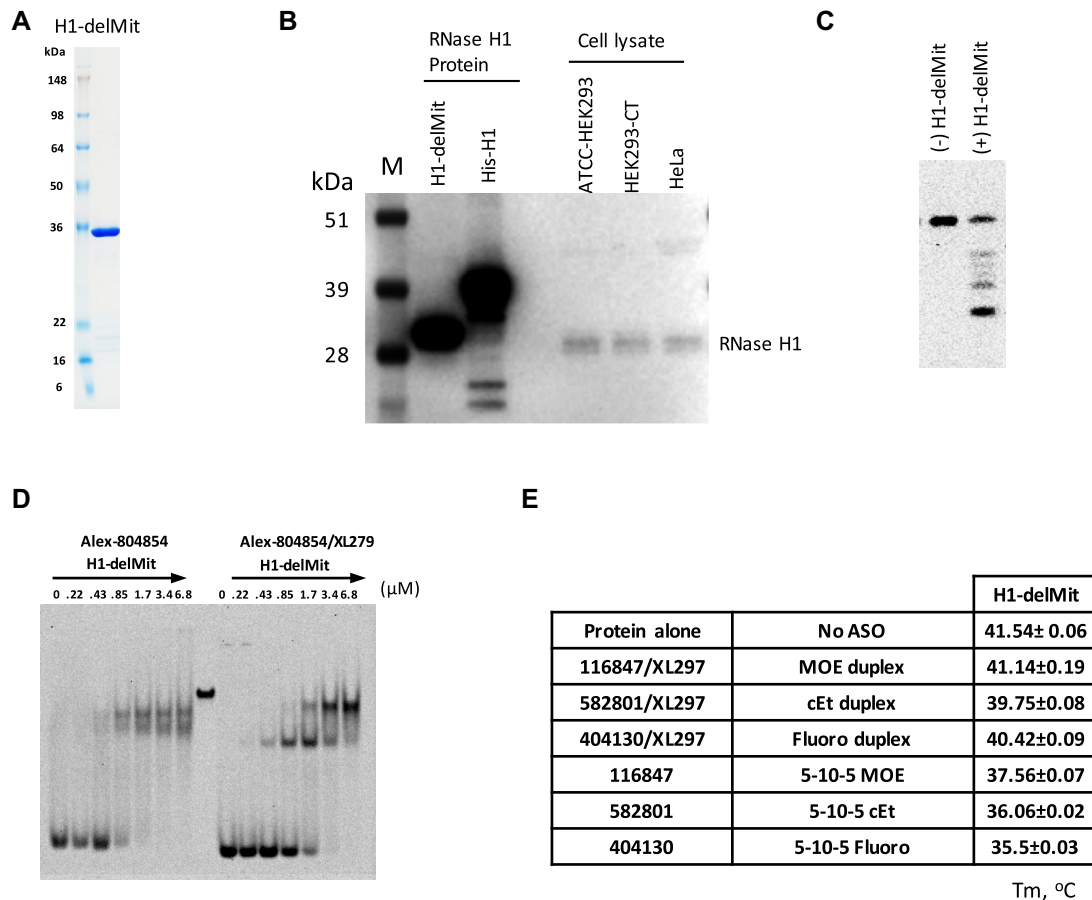 A
H1-delMit
kDa
148
98
64
50
36
22
16
6
B
RNase H1
Protein
Cell lysate
H1-delMit
His-H1
ATCC-HEK293
HEK293-CT
HeLa
M
kDa
51
39
28
RNase H1
C
(-) H1-delMit
(+) H1-delMit
D
Alex-804854
H1-delMit
0 .22 .43 .85 1.7 3.4 6.8
Alex-804854/XL279
H1-delMit
0 .22 .43 .85 1.7 3.4 6.8
(µM)
E
H1-delMit
Protein alone No ASO 41.54± 0.06
116847/XL297 MOE duplex 41.14±0.19
582801/XL297 cEt duplex 39.75±0.08
404130/XL297 Fluoro duplex 40.42±0.09
116847 5-10-5 MOE 37.56±0.07
582801 5-10-5 cEt 36.06±0.02
404130 5-10-5 Fluoro 35.5±0.03
Tm, ºC